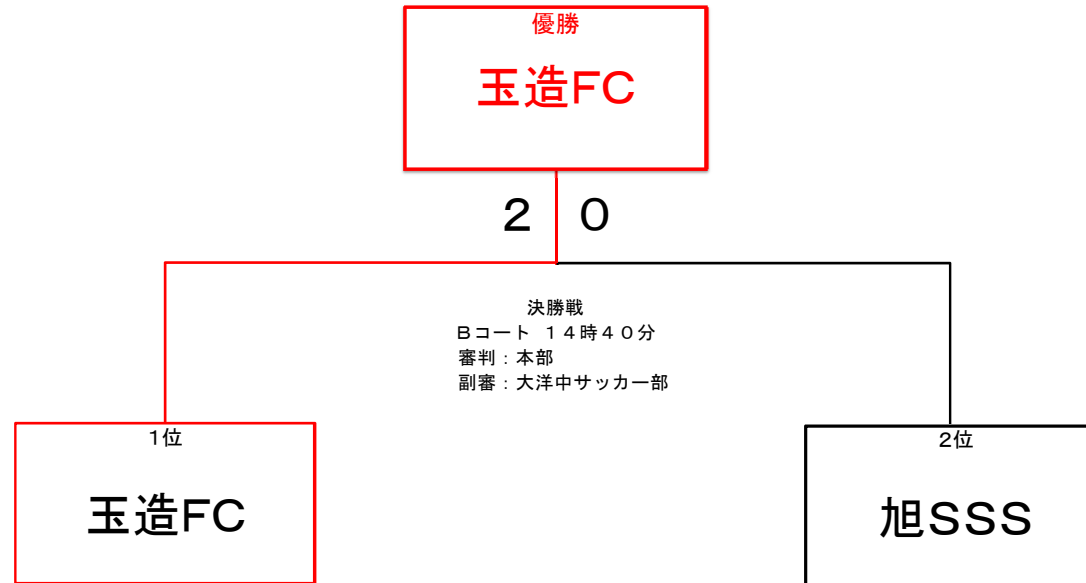 優勝
玉造FC
2 0
決勝戦
Bコート 14時40分
審判：本部
副審：大洋中サッカー部
1位
玉造FC
2位
旭SSS